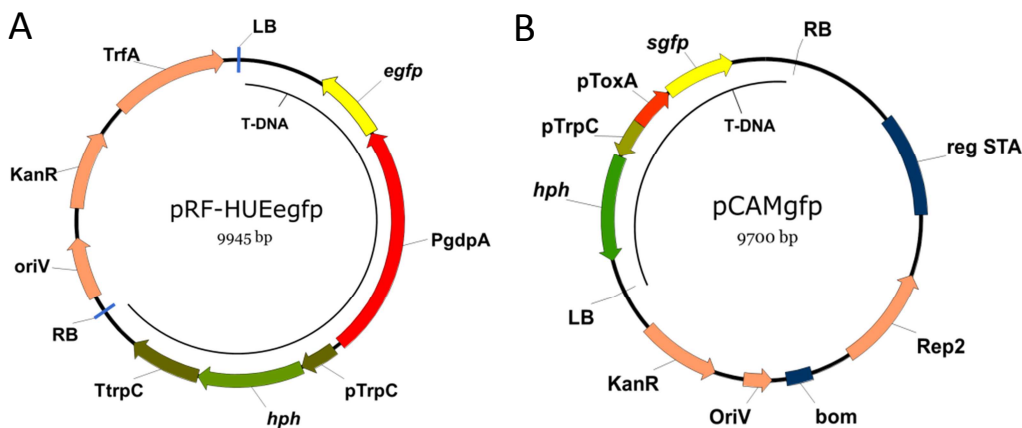 A
LB
TrfA
egfp
T-DNA
KanR
pRF-HUEegfp
9945 bp
PgdpA
oriV
RB
TtrpC
pTrpC
hph
B
RB
sgfp
pToxA
T-DNA
pTrpC
reg STA
hph
pCAMgfp
9700 bp
LB
Rep2
KanR
OriV
bom